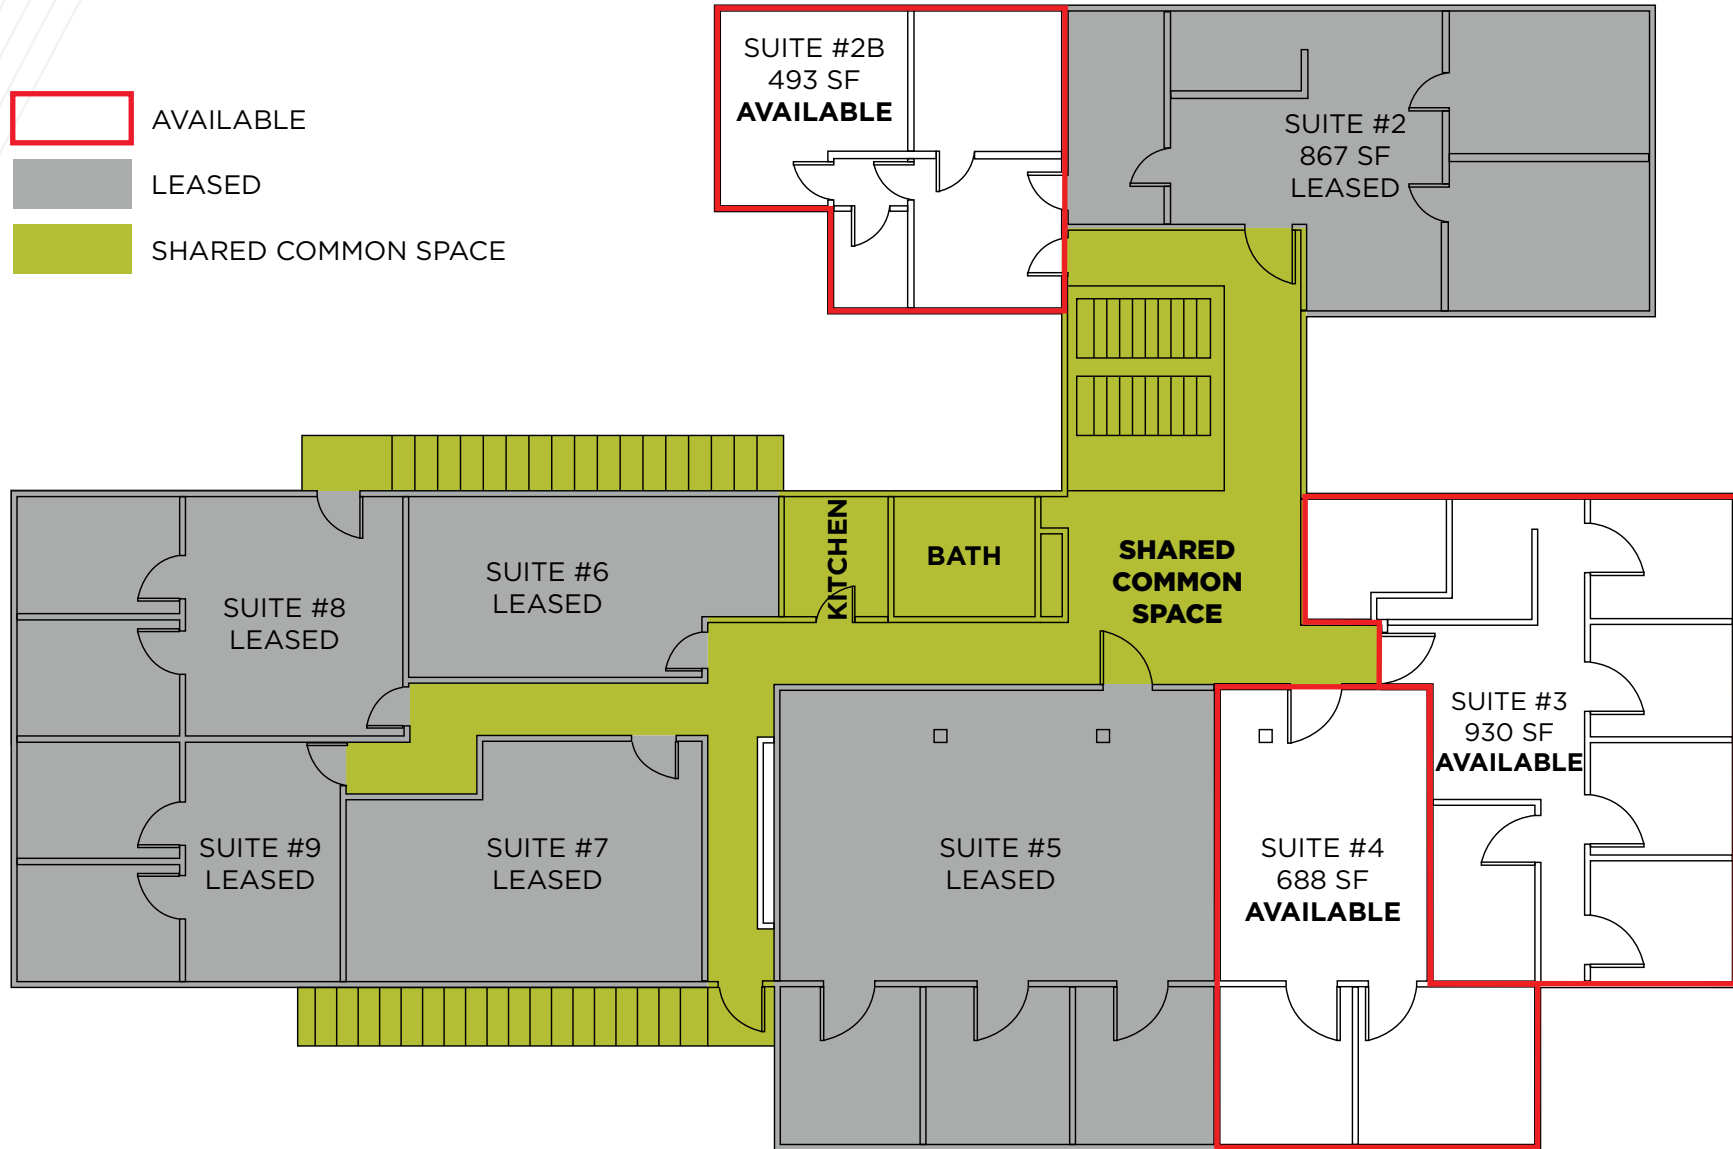 SUITE #2B
493 SF
AVAILABLE
AVAILABLE
LEASED
SHARED COMMON SPACE
SUITE #2
867 SF
LEASED
KITCHEN
BATH
SHARED
COMMON
SPACE
SUITE #6
LEASED
SUITE #8
LEASED
SUITE #3
930 SF
AVAILABLE
SUITE #9
LEASED
SUITE #7
LEASED
SUITE #5
LEASED
SUITE #4
688 SF
AVAILABLE